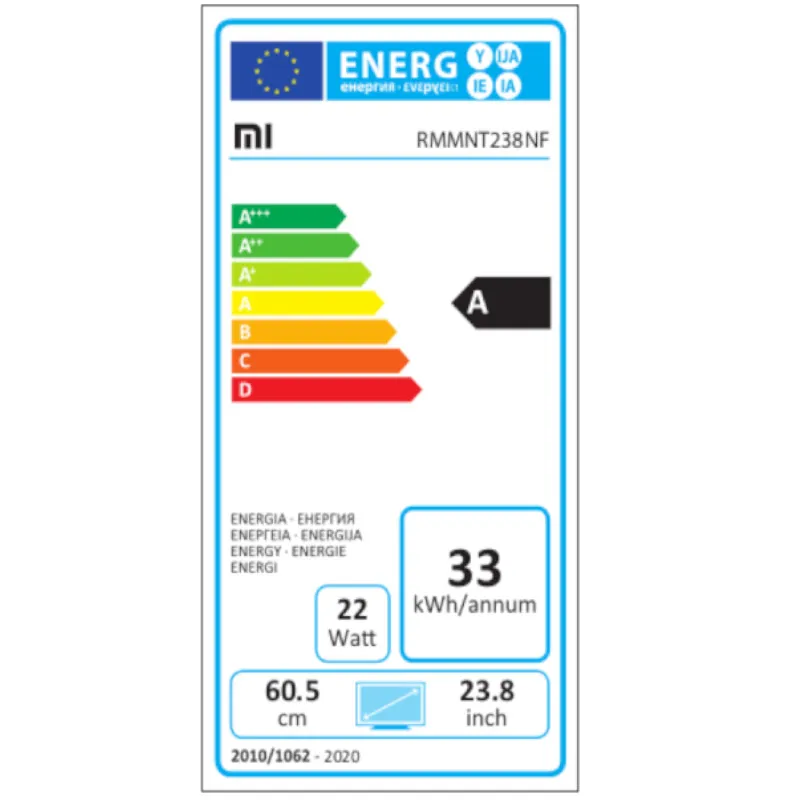 ENERG Y IJA
енергия · ενεργεια IE IA
mi RMMNT238NF
A+++
A++
A+
A
B
C
D
A
ENERGIA · ЕНЕРГИЯ
ΕΝΕΡΓΕΙΑ · ENERGIJA
ENERGY · ENERGIE
ENERGI
33
kWh/annum
22
Watt
60.5
cm
23.8
inch
2010/1062 - 2020